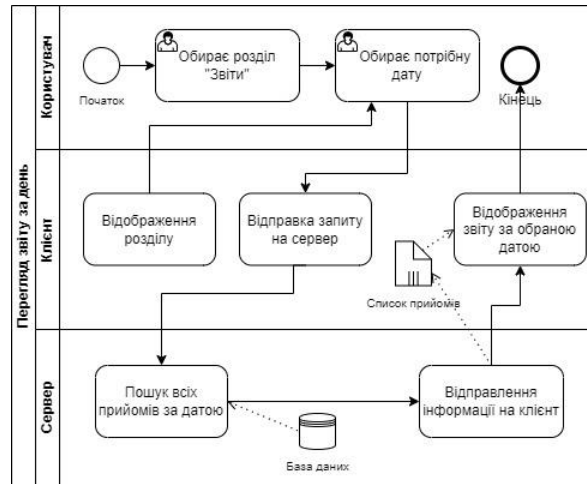 Перегляд звіту за день
Користувач
Початок
Обирає розділ
"Звіти"
Обирає потрібну
дату
Кінець
Клієнт
Відображення
розділу
Відправка запиту
на сервер
Відображення
звіту за обраною
датою
Список прийомів
Сервер
Пошук всіх
прийомів за датою
Відправлення
інформації на клієнт
База даних